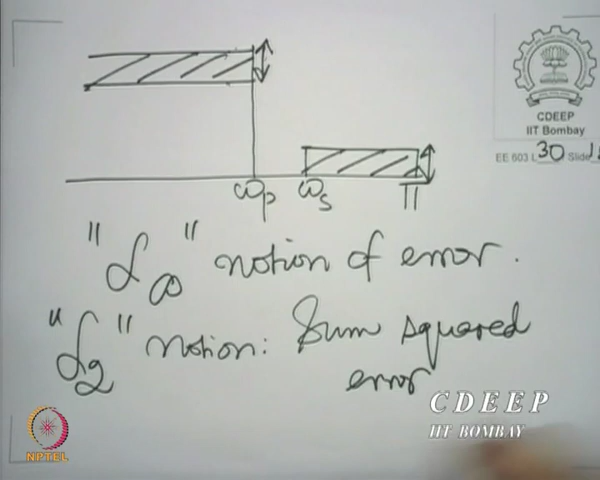 CDEEP
IIT Bombay
EE 603 L 30 Slide
ωp ωs π
"L∞" notion of error.
"L2" notion: Sum squared
error
CDEEP
IIT BOMBAY
NPTEL